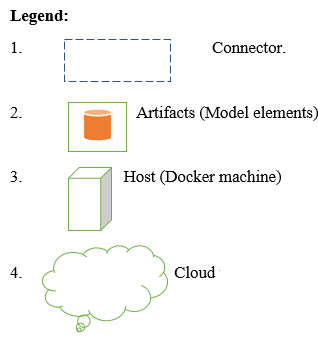 Legend:
1. Connector.
2. Artifacts (Model elements)
3. Host (Docker machine)
4. Cloud